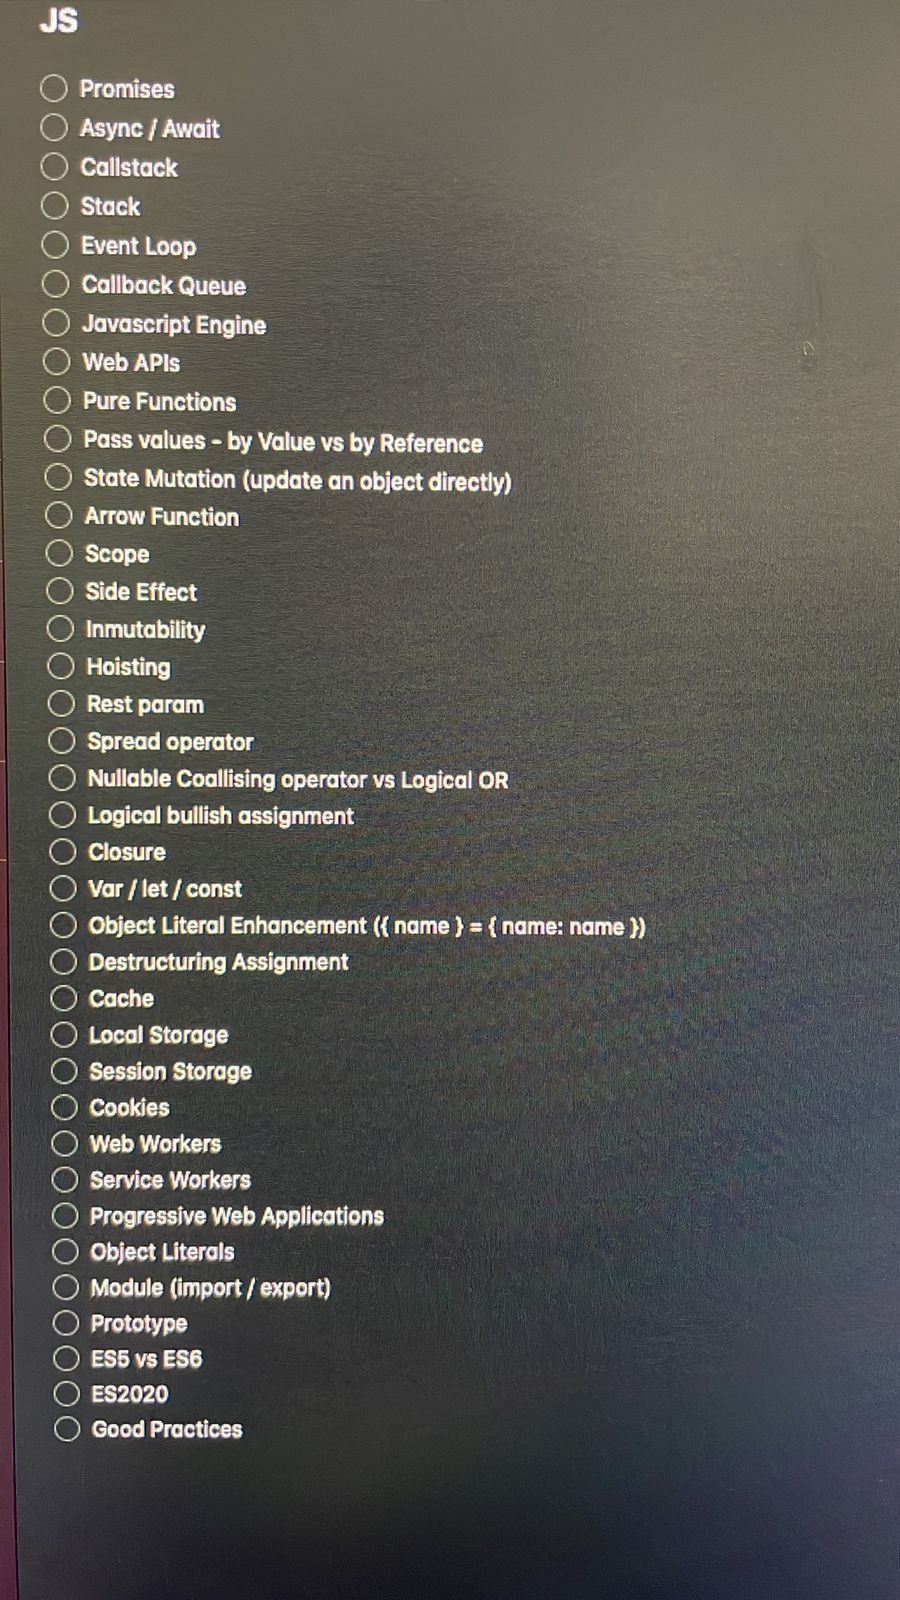 JS
Promises
Async / Await
Callstack
Stack
Event Loop
Callback Queue
Javascript Engine
Web APIs
Pure Functions
Pass values - by Value vs by Reference
State Mutation (update an object directly)
Arrow Function
Scope
Side Effect
Inmutability
Hoisting
Rest param
Spread operator
Nullable Coallising operator vs Logical OR
Logical bullish assignment
Closure
Var / let / const
Object Literal Enhancement ({ name } = { name: name })
Destructuring Assignment
Cache
Local Storage
Session Storage
Cookies
Web Workers
Service Workers
Progressive Web Applications
Object Literals
Module (import / export)
Prototype
ES5 vs ES6
ES2020
Good Practices